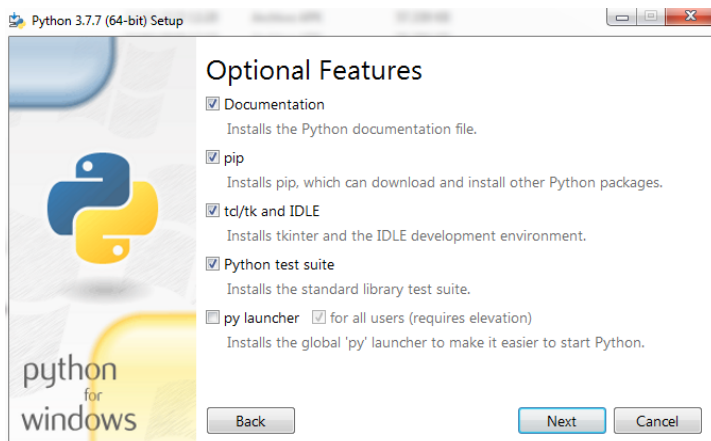 Python 3.7.7 (64-bit) Setup
Optional Features
Documentation
Installs the Python documentation file.
pip
Installs pip, which can download and install other Python packages.
tcl/tk and IDLE
Installs tkinter and the IDLE development environment.
Python test suite
Installs the standard library test suite.
py launcher for all users (requires elevation)
Installs the global 'py' launcher to make it easier to start Python.
python
for
windows
Back Next Cancel